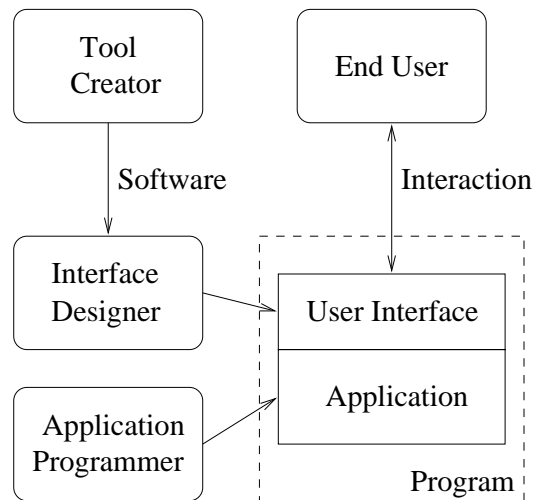 Tool
Creator
End User
Software
Interaction
Interface
Designer
User Interface
Application
Application
Programmer
Program